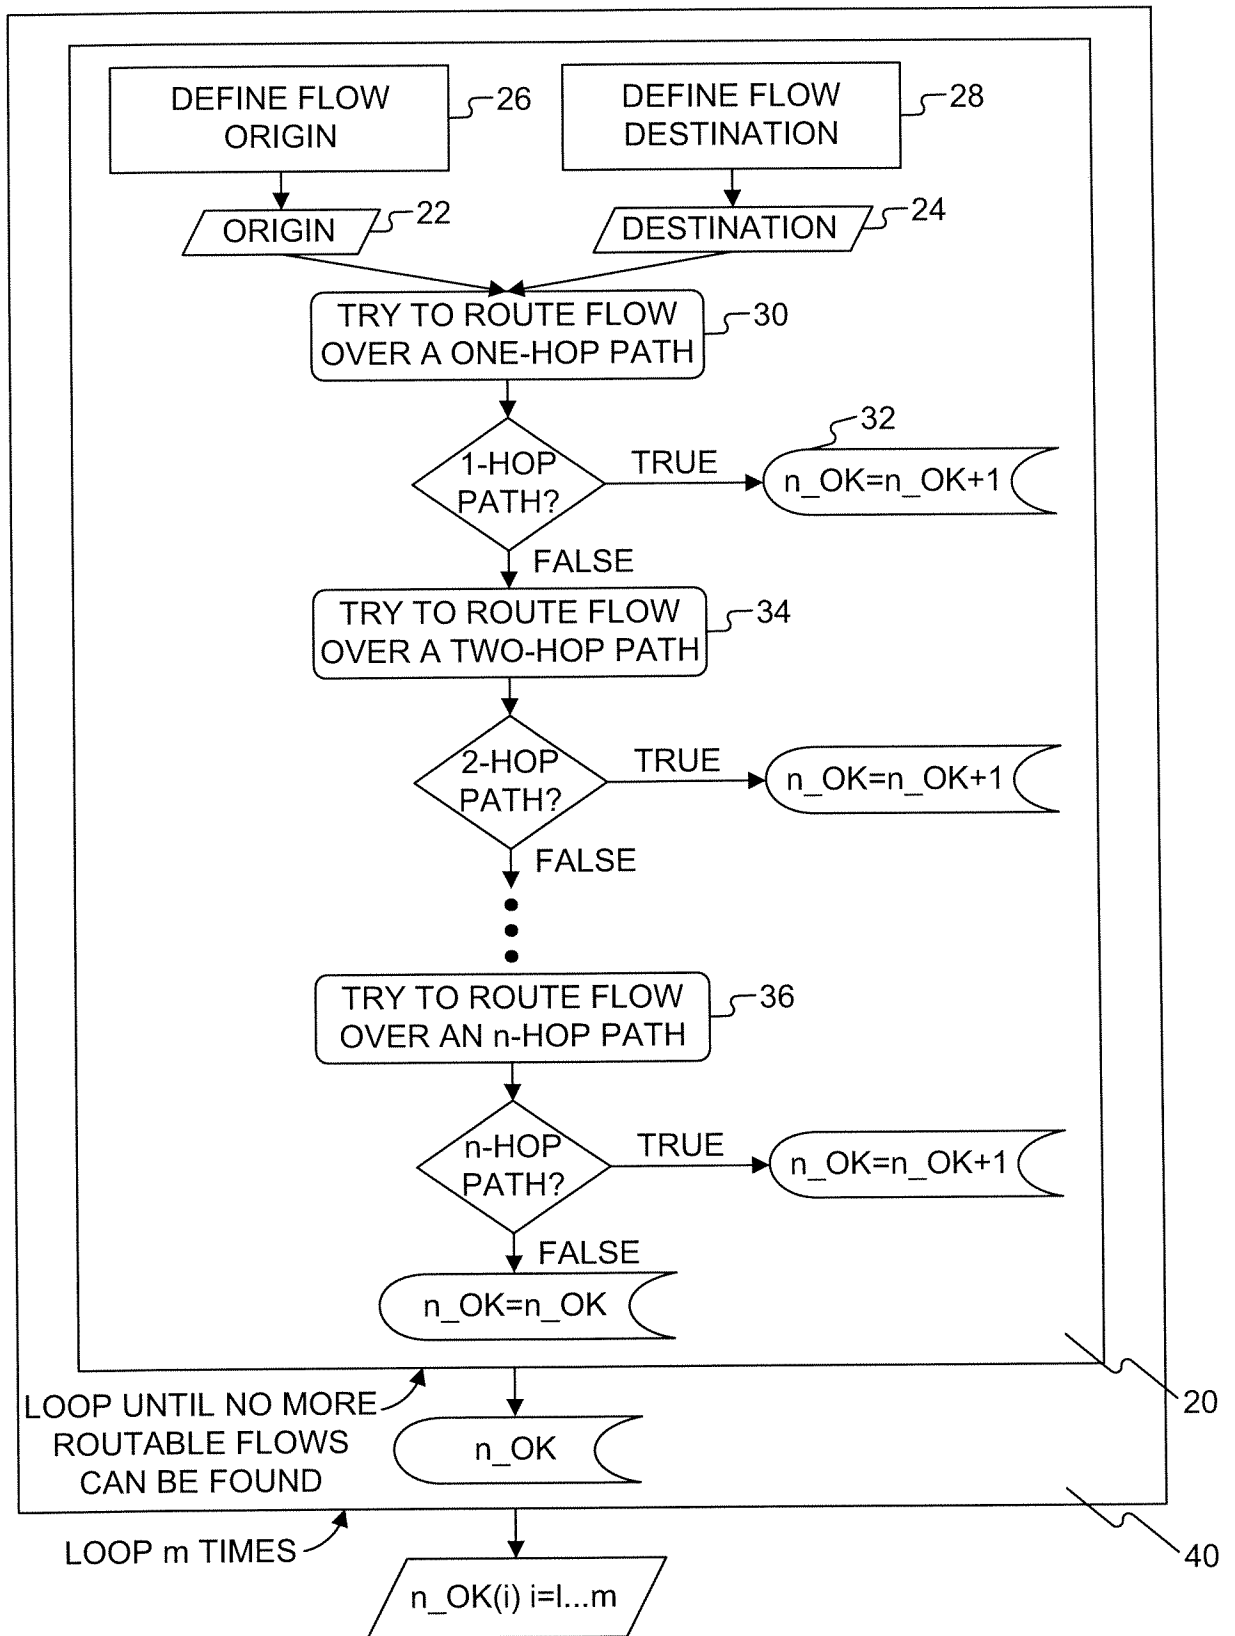 DEFINE FLOW
ORIGIN
26
DEFINE FLOW
DESTINATION
28
ORIGIN
22
DESTINATION
24
TRY TO ROUTE FLOW
OVER A ONE-HOP PATH
30
1-HOP
PATH?
TRUE
32
n_OK=n_OK+1
FALSE
TRY TO ROUTE FLOW
OVER A TWO-HOP PATH
34
2-HOP
PATH?
TRUE
n_OK=n_OK+1
FALSE
TRY TO ROUTE FLOW
OVER AN n-HOP PATH
36
n-HOP
PATH?
TRUE
n_OK=n_OK+1
FALSE
n_OK=n_OK
20
LOOP UNTIL NO MORE
ROUTABLE FLOWS
CAN BE FOUND
n_OK
40
LOOP m TIMES
n_OK(i) i=l...m